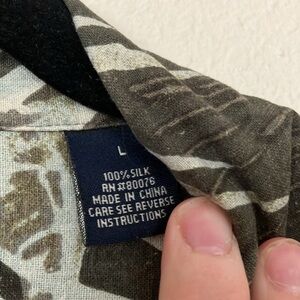 L
100% SILK
RN #80076
MADE IN CHINA
CARE SEE REVERSE
INSTRUCTIONS